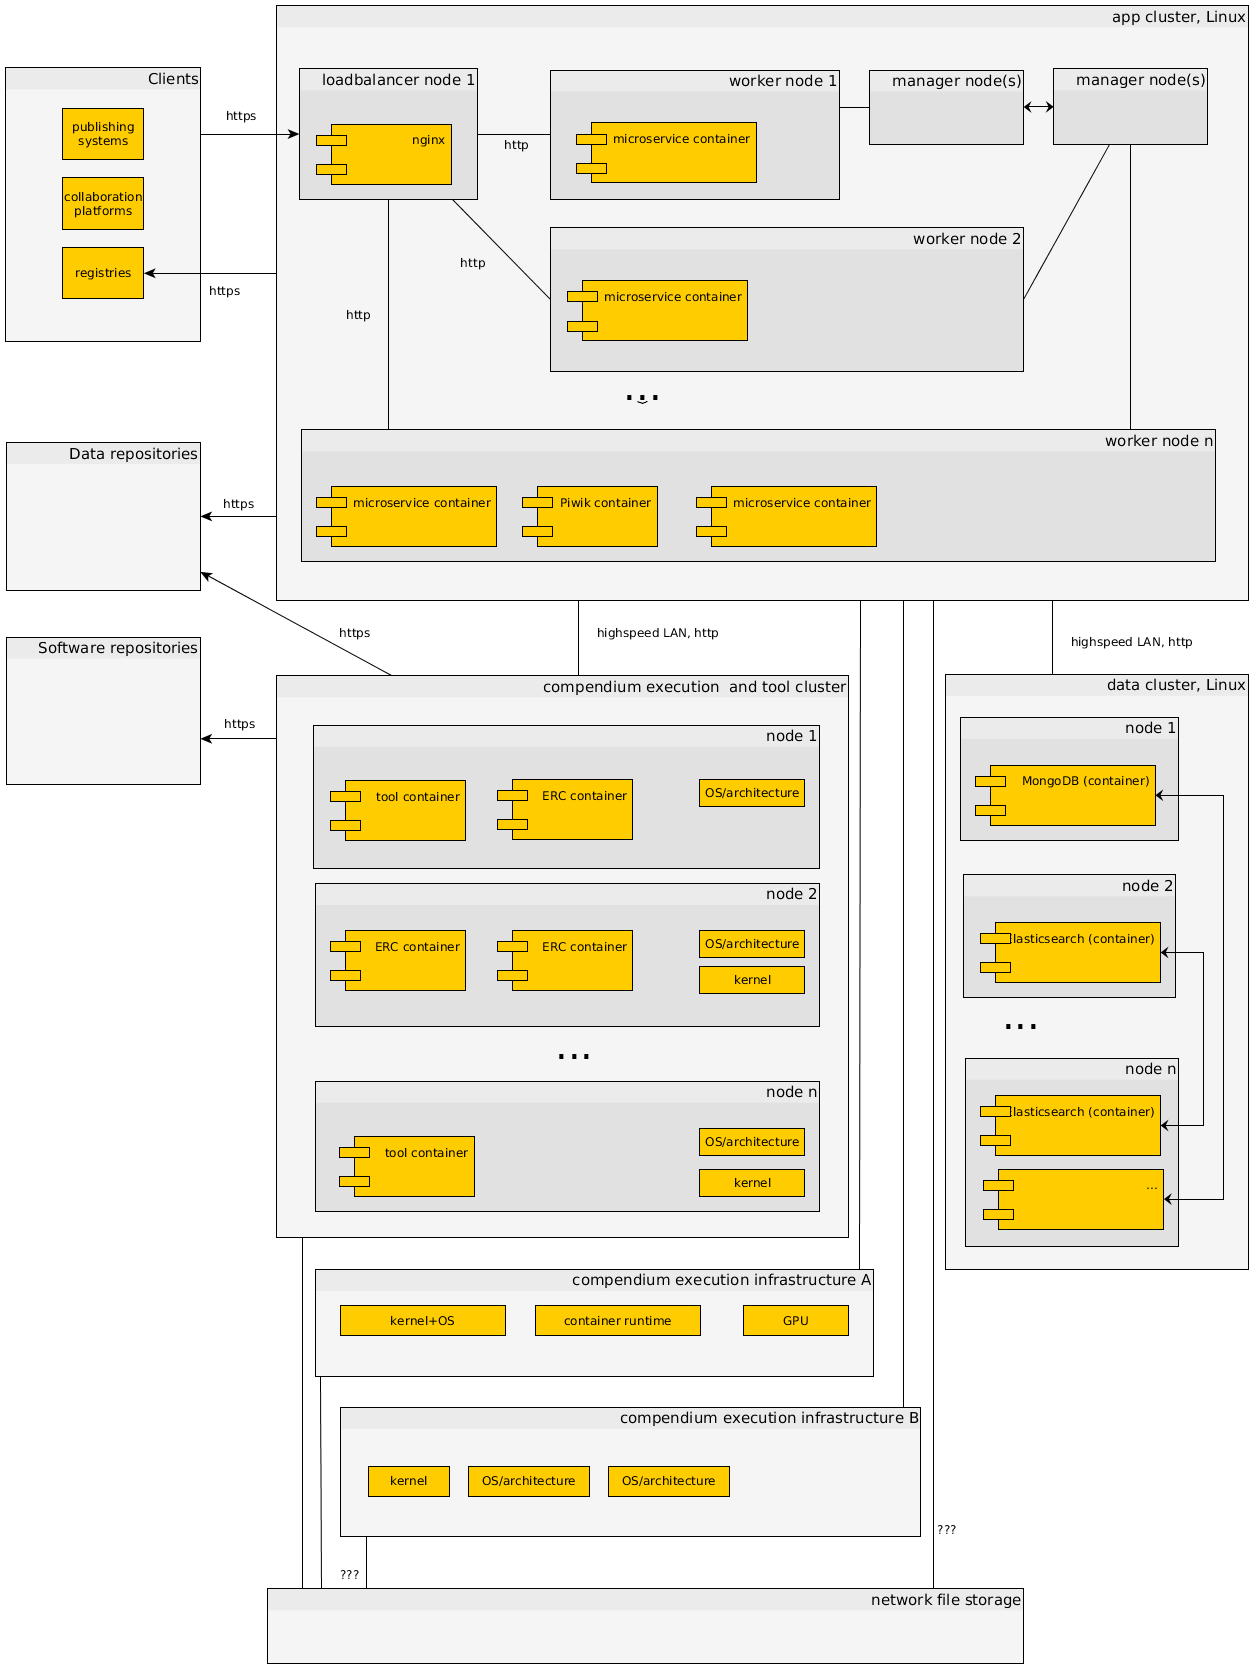 app cluster, Linux
Clients
publishing
systems
collaboration
platforms
registries
https
https
loadbalancer node 1
nginx
http
http
http
worker node 1
microservice container
manager node(s)
manager node(s)
worker node 2
microservice container
...
worker node n
microservice container
Piwik container
microservice container
Data repositories
https
https
Software repositories
https
highspeed LAN, http
highspeed LAN, http
compendium execution  and tool cluster
node 1
tool container
ERC container
OS/architecture
node 2
ERC container
ERC container
OS/architecture
kernel
...
node n
tool container
OS/architecture
kernel
data cluster, Linux
node 1
MongoDB (container)
node 2
lasticsearch (container)
...
node n
lasticsearch (container)
...
compendium execution infrastructure A
kernel+OS
container runtime
GPU
compendium execution infrastructure B
kernel
OS/architecture
OS/architecture
???
???
network file storage